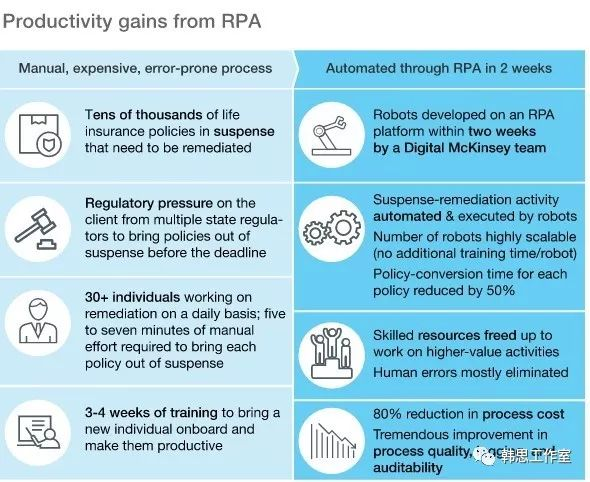 Productivity gains from RPA
Manual, expensive, error-prone process
Tens of thousands of life
insurance policies in suspense
that need to be remediated
Regulatory pressure on the
client from multiple state regula-
tors to bring policies out of
suspense before the deadline
30+ individuals working on
remediation on a daily basis; five
to seven minutes of manual
effort required to bring each
policy out of suspense
3-4 weeks of training to bring a
new individual onboard and
make them productive
Automated through RPA in 2 weeks
Robots developed on an RPA
platform within two weeks
by a Digital McKinsey team
Suspense-remediation activity
automated & executed by robots
Number of robots highly scalable
(no additional training time/robot)
Policy-conversion time for each
policy reduced by 50%
Skilled resources freed up to
work on higher-value activities
Human errors mostly eliminated
80% reduction in process cost
Tremendous improvement in
process quality, and
auditability
韩思工作室